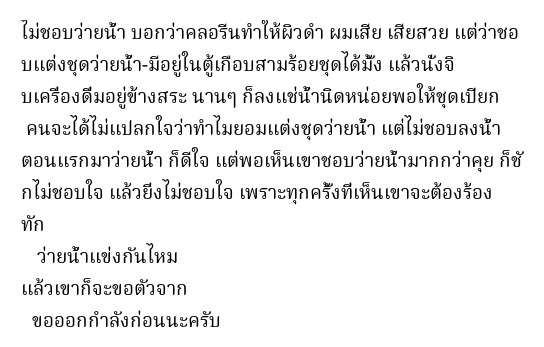 ไม่ชอบว่ายน้ำ บอกว่าคลอรีนทำให้ผิวดำ ผมเสีย เสียสวย แต่ว่าชอ
บแต่งชุดว่ายน้ำ-มีอยู่ในตู้เกือบสามร้อยชุดได้มั้ง แล้วนั่งจิ
บเครื่องดื่มอยู่ข้างสระ นานๆ ก็ลงแช่น้ำนิดหน่อยพอให้ชุดเปียก
คนจะได้ไม่แปลกใจว่าทำไมยอมแต่งชุดว่ายน้ำ แต่ไม่ชอบลงน้ำ
ตอนแรกมาว่ายน้ำ ก็ดีใจ แต่พอเห็นเขาชอบว่ายน้ำมากกว่าคุย ก็ชั
กไม่ชอบใจ แล้วยิ่งไม่ชอบใจ เพราะทุกครั้งที่เห็นเขาจะต้องร้อง
ทัก
ว่ายน้ำแข่งกันไหม
แล้วเขาก็จะขอตัวจาก
ขอออกกำลังก่อนนะครับ